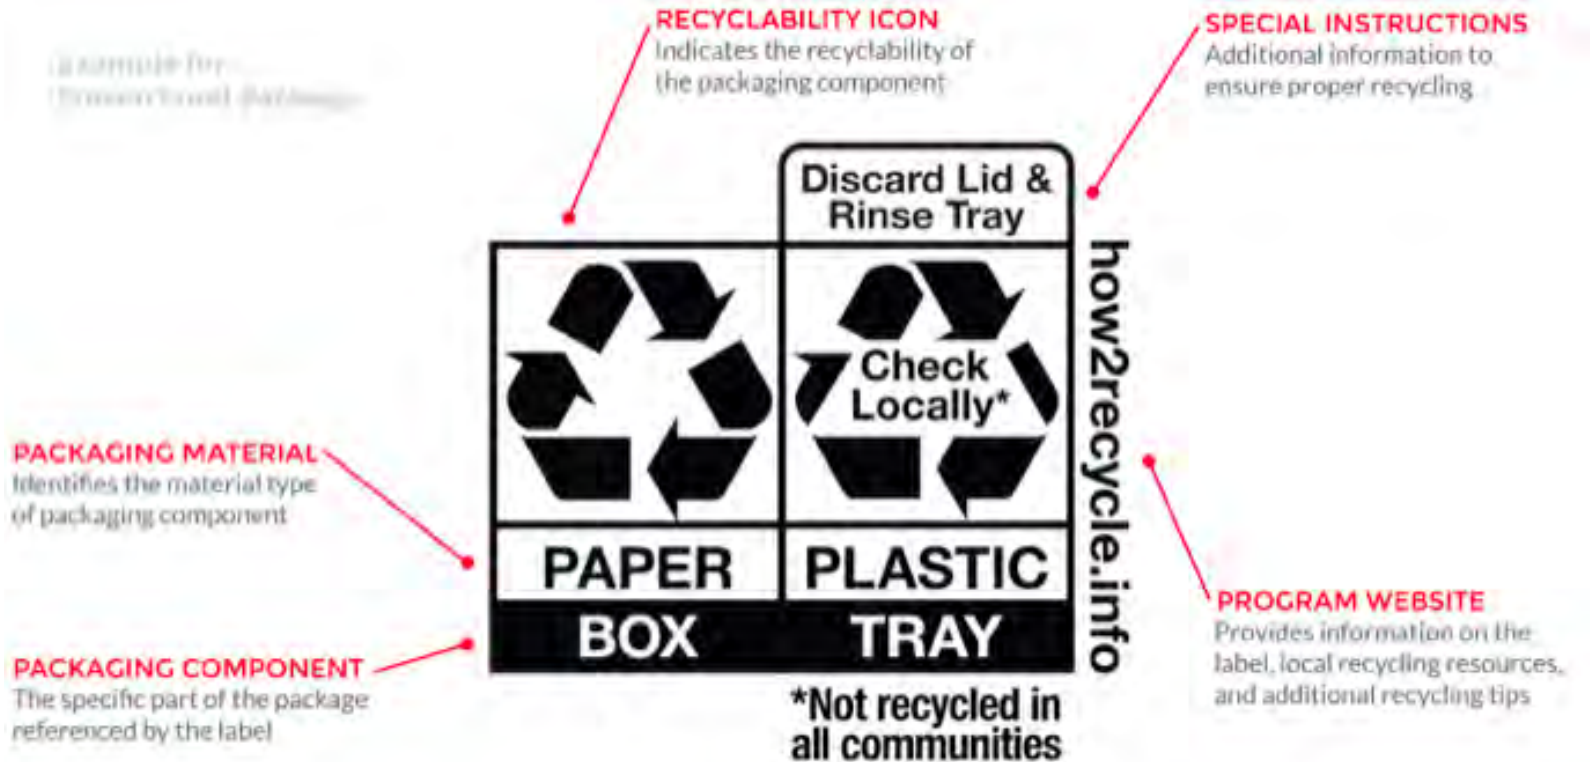 RECYCLABILITY ICON
Indicates the recyclability of
the packaging component
SPECIAL INSTRUCTIONS
Additional information to
ensure proper recycling
Discard Lid &
Rinse Tray
Check
Locally*
how2recycle.info
PACKAGING MATERIAL
Identifies the material type
of packaging component
PAPER
PLASTIC
BOX
TRAY
PACKAGING COMPONENT
The specific part of the package
referenced by the label
PROGRAM WEBSITE
Provides information on the
label, local recycling resources,
and additional recycling tips
*Not recycled in
all communities